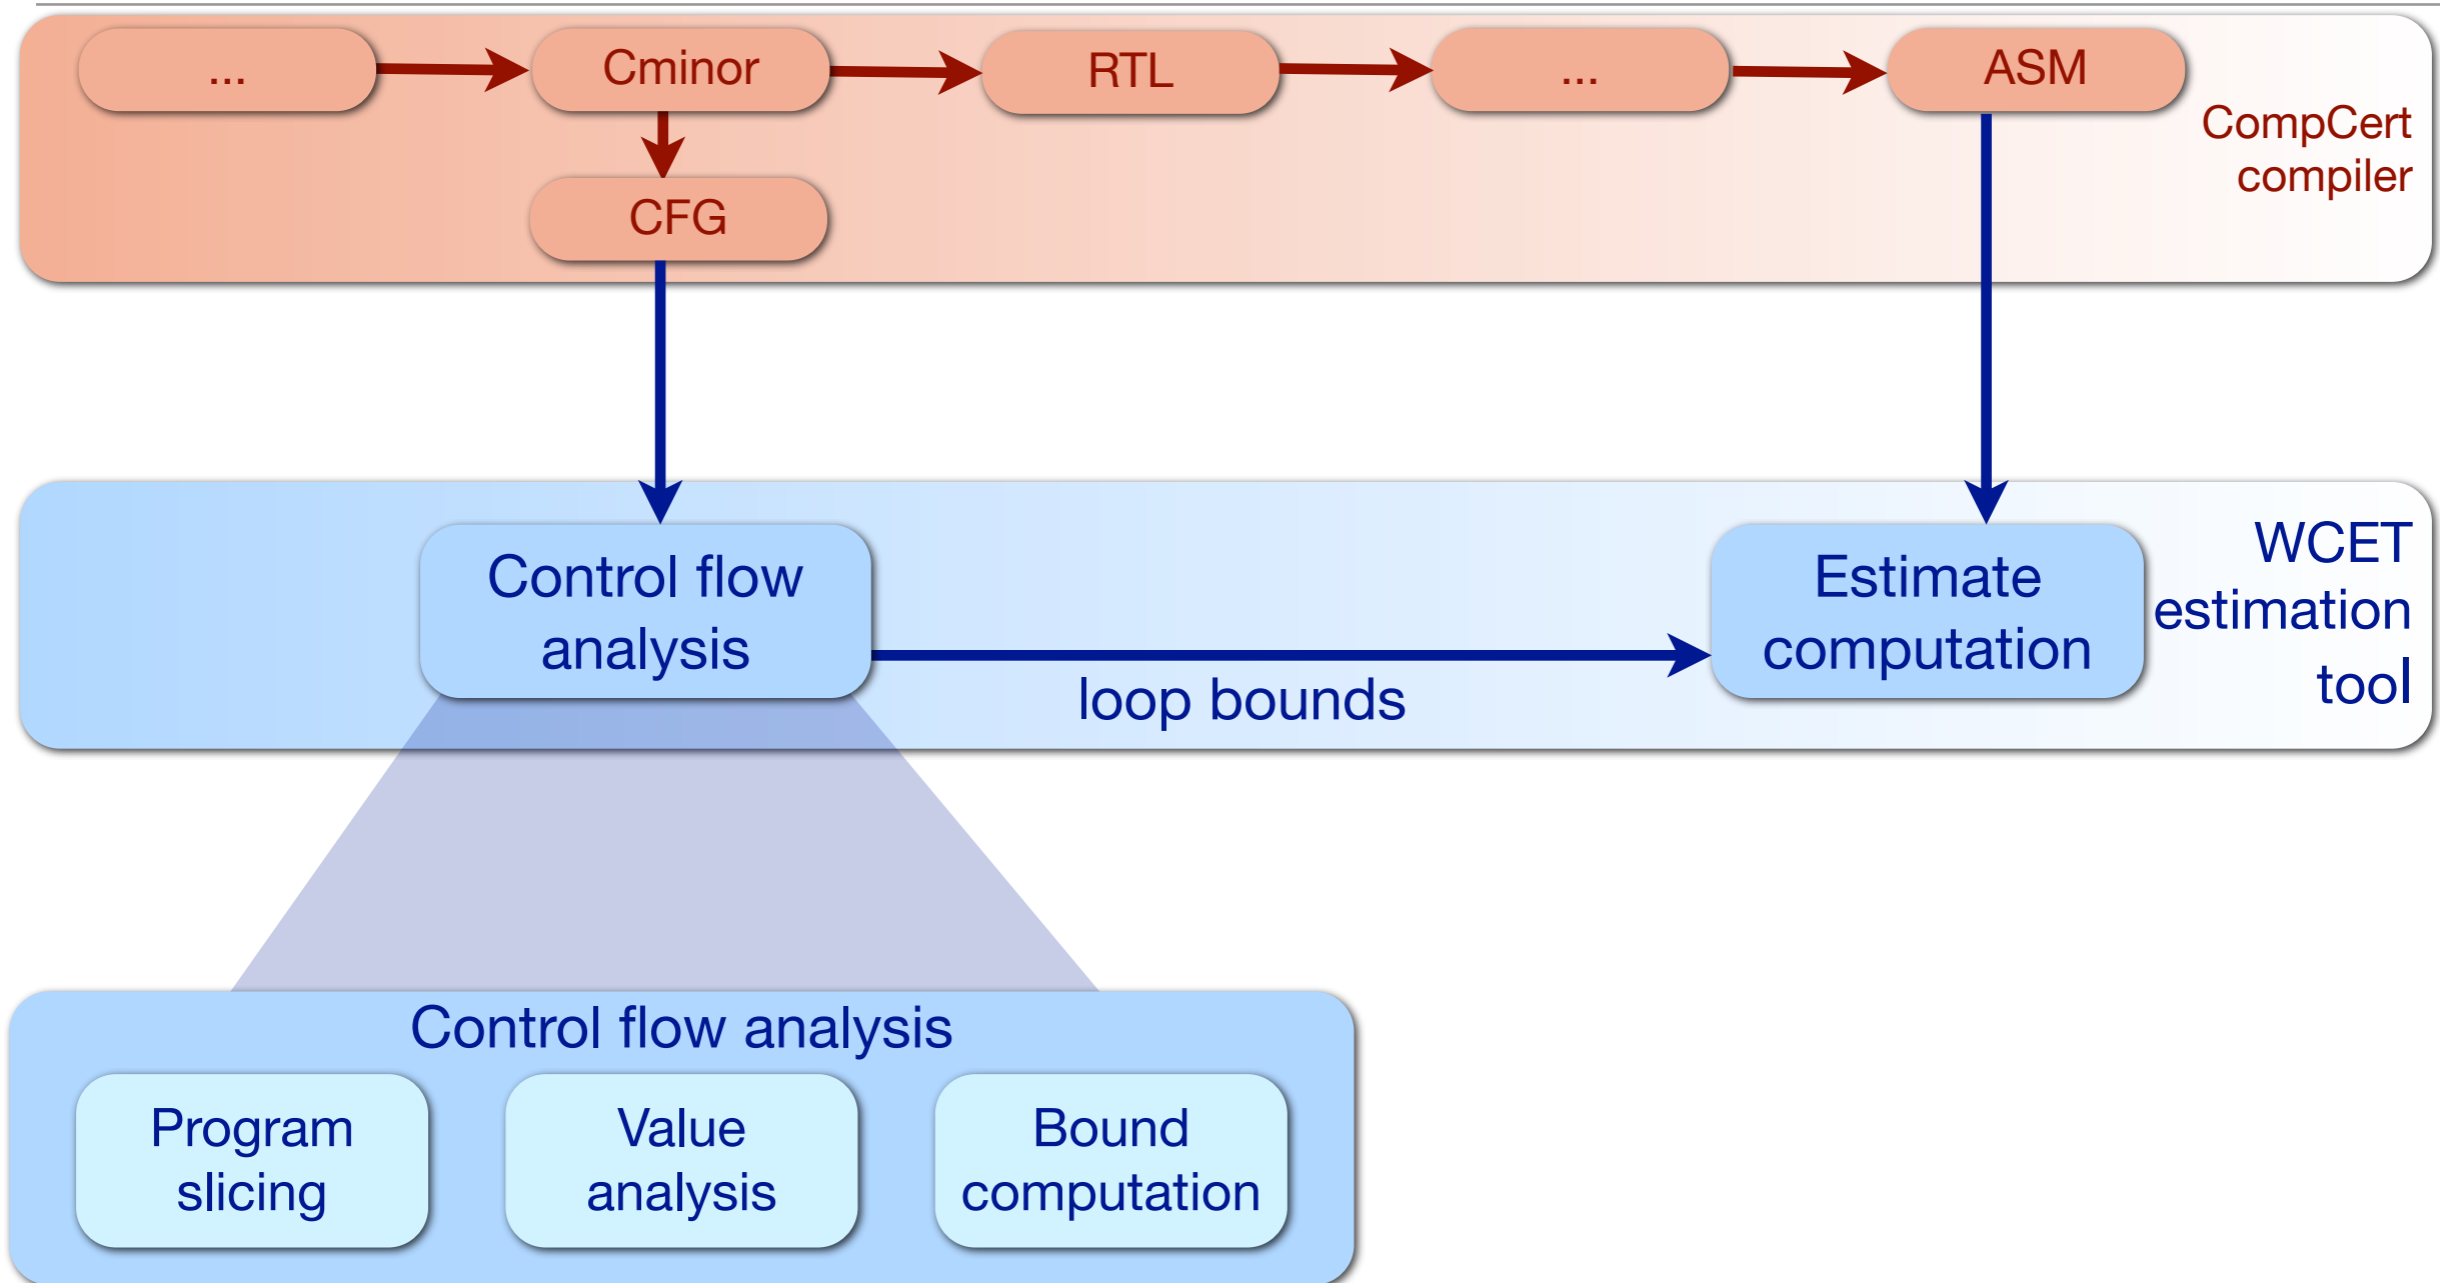 ...
Cminor
RTL
...
ASM
CompCert
compiler
CFG
Control flow
analysis
loop bounds
Estimate
computation
WCET
estimation
tool
Control flow analysis
Program
slicing
Value
analysis
Bound
computation